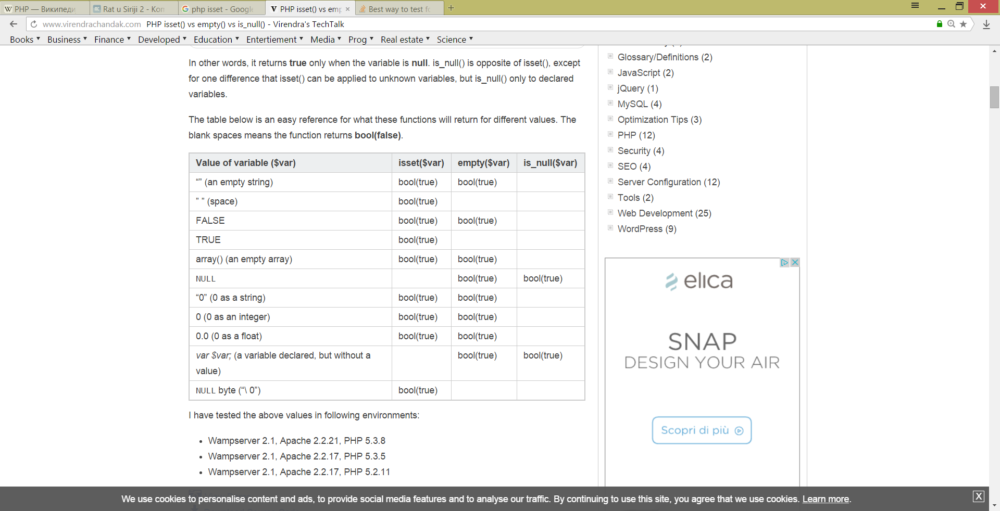 PHP — Википеди
Rat u Siriji 2 - Kon
php isset - Google
PHP isset() vs emp
Best way to test fo
www.virendrachandak.com PHP isset() vs empty() vs is_null() - Virendra's TechTalk
Books Business Finance Developed Education Entertiement Media Prog Real estate Science
In other words, it returns true only when the variable is null. is_null() is opposite of isset(), except
for one difference that isset() can be applied to unknown variables, but is_null() only to declared
variables.
The table below is an easy reference for what these functions will return for different values. The
blank spaces means the function returns bool(false).
Value of variable ($var) isset($var) empty($var) is_null($var)
“” (an empty string) bool(true) bool(true)
” ” (space) bool(true)
FALSE bool(true) bool(true)
TRUE bool(true)
array() (an empty array) bool(true) bool(true)
NULL bool(true) bool(true)
“0” (0 as a string) bool(true) bool(true)
0 (0 as an integer) bool(true) bool(true)
0.0 (0 as a float) bool(true) bool(true)
var $var; (a variable declared, but without a
value) bool(true) bool(true)
NULL byte (“\ 0”) bool(true)
I have tested the above values in following environments:
Wampserver 2.1, Apache 2.2.21, PHP 5.3.8
Wampserver 2.1, Apache 2.2.17, PHP 5.3.5
Wampserver 2.1, Apache 2.2.17, PHP 5.2.11
Glossary/Definitions (2)
JavaScript (2)
jQuery (1)
MySQL (4)
Optimization Tips (3)
PHP (12)
Security (4)
SEO (4)
Server Configuration (12)
Tools (2)
Web Development (25)
WordPress (9)
elica
SNAP
DESIGN YOUR AIR
Scopri di più
We use cookies to personalise content and ads, to provide social media features and to analyse our traffic. By continuing to use this site, you agree that we use cookies. Learn more.
X